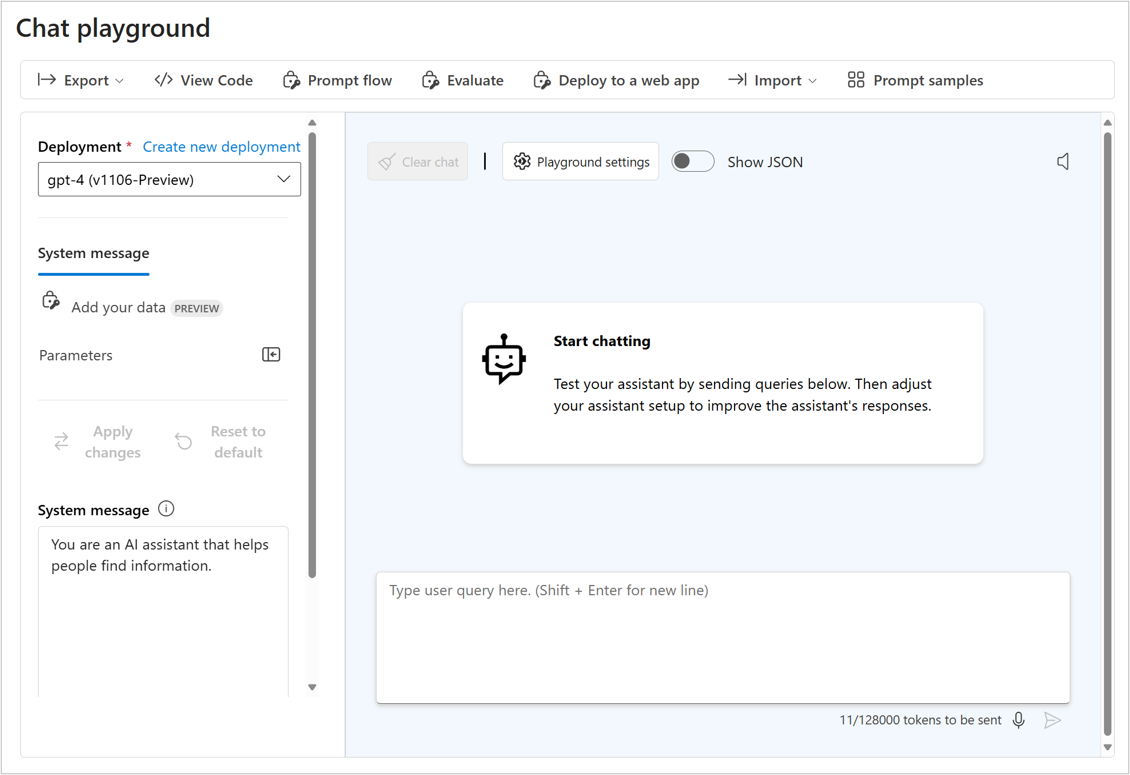 Chat playground
Export View Code Prompt flow Evaluate Deploy to a web app Import Prompt samples
Deployment * Create new deployment
gpt-4 (v1106-Preview)
System message
Add your data PREVIEW
Parameters
Apply changes
Reset to default
System message
You are an AI assistant that helps
people find information.
Clear chat | Playground settings Show JSON
Start chatting
Test your assistant by sending queries below. Then adjust
your assistant setup to improve the assistant's responses.
Type user query here. (Shift + Enter for new line)
11/128000 tokens to be sent